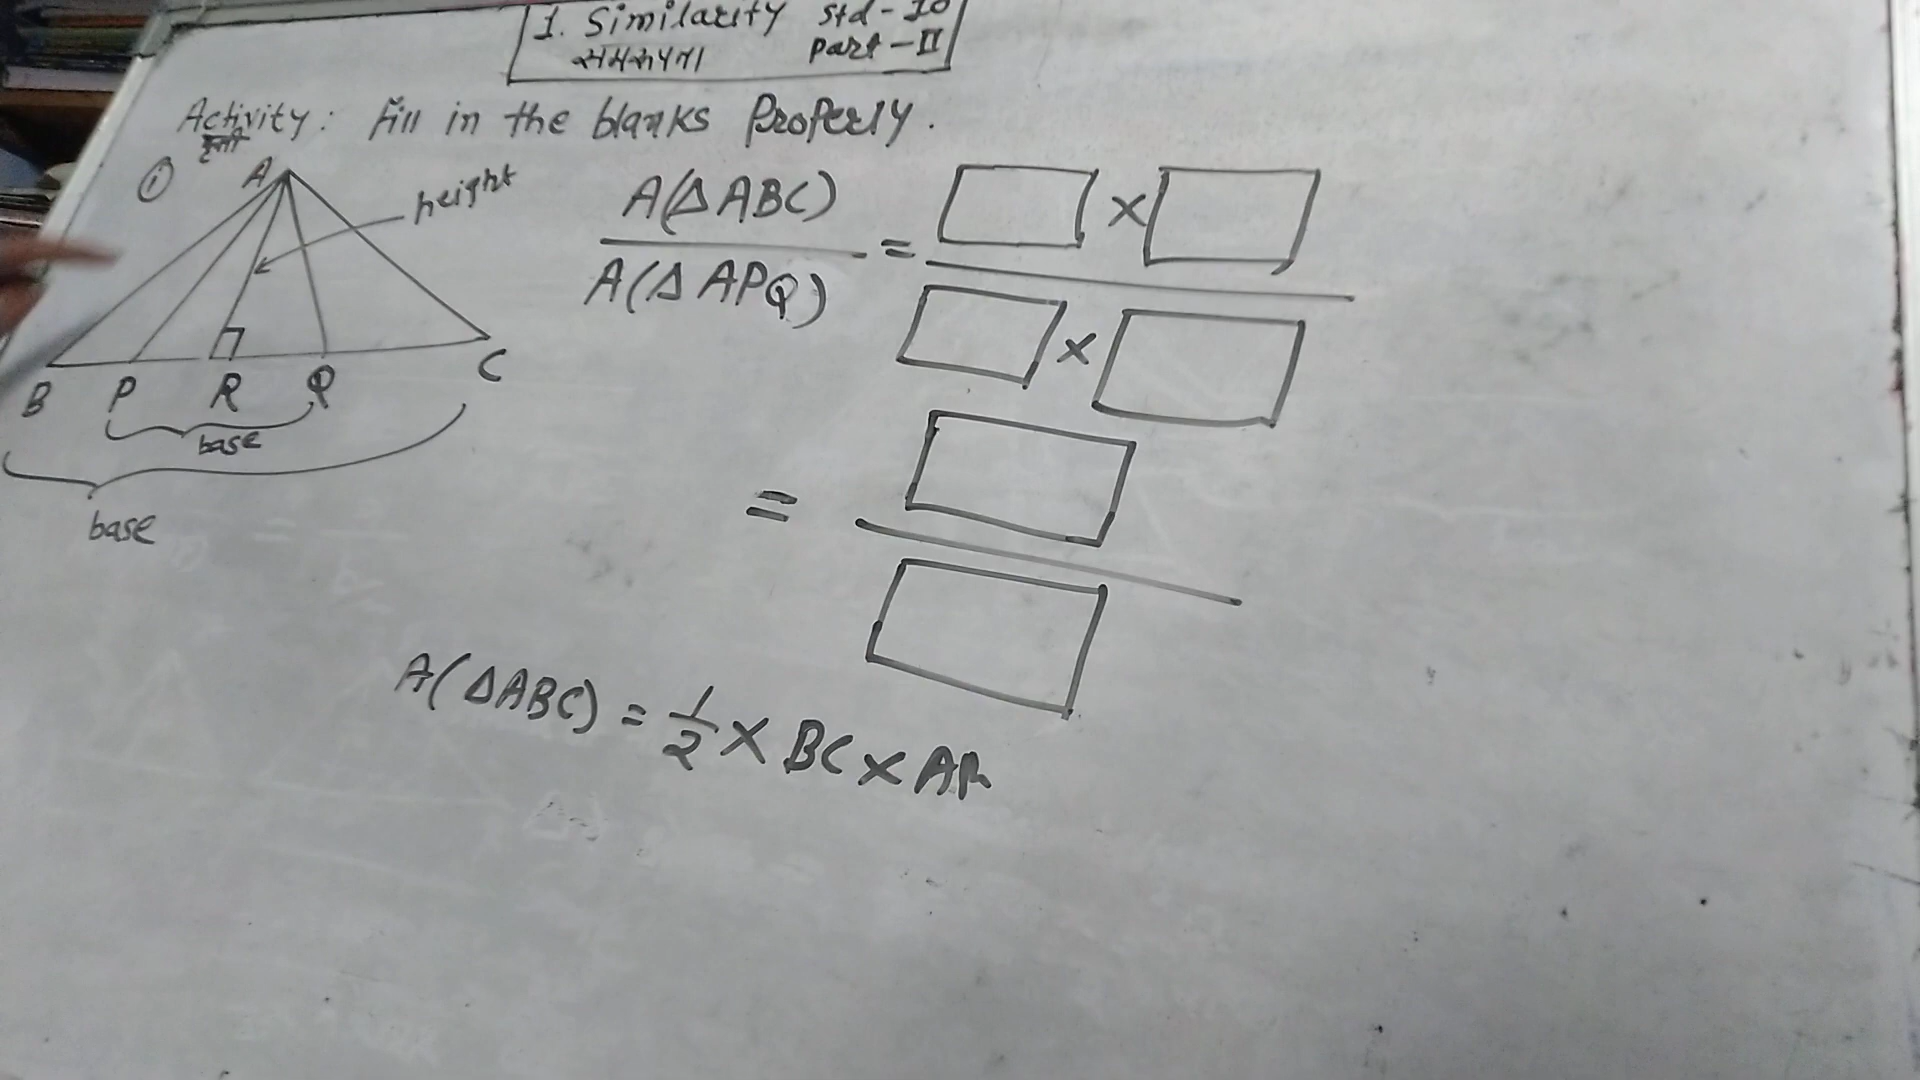 1. Similarity Std-10
समरूपता Part-II
Activity: Fill in the blanks Properly.
कृती
① A height
B P R Q C
base
base
A(Δ ABC) = ☐ × ☐
A(Δ APQ) ☐ × ☐
= ☐
☐
A(ΔABC) = 1/2 × BC × AR